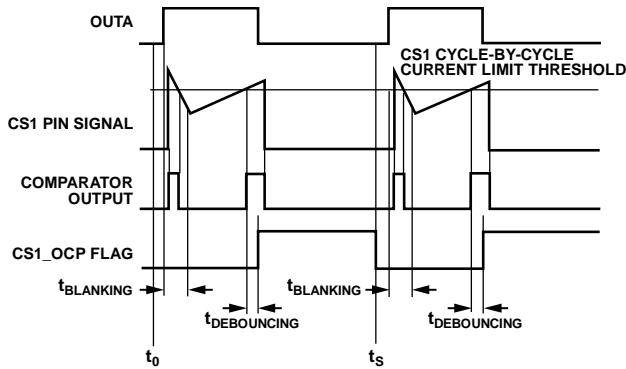 OUTA
CS1 CYCLE-BY-CYCLE
CURRENT LIMIT THRESHOLD
CS1 PIN SIGNAL
COMPARATOR
OUTPUT
CS1_OCP FLAG
tBLANKING
tBLANKING
tDEBOUNCING
tDEBOUNCING
t0
tS